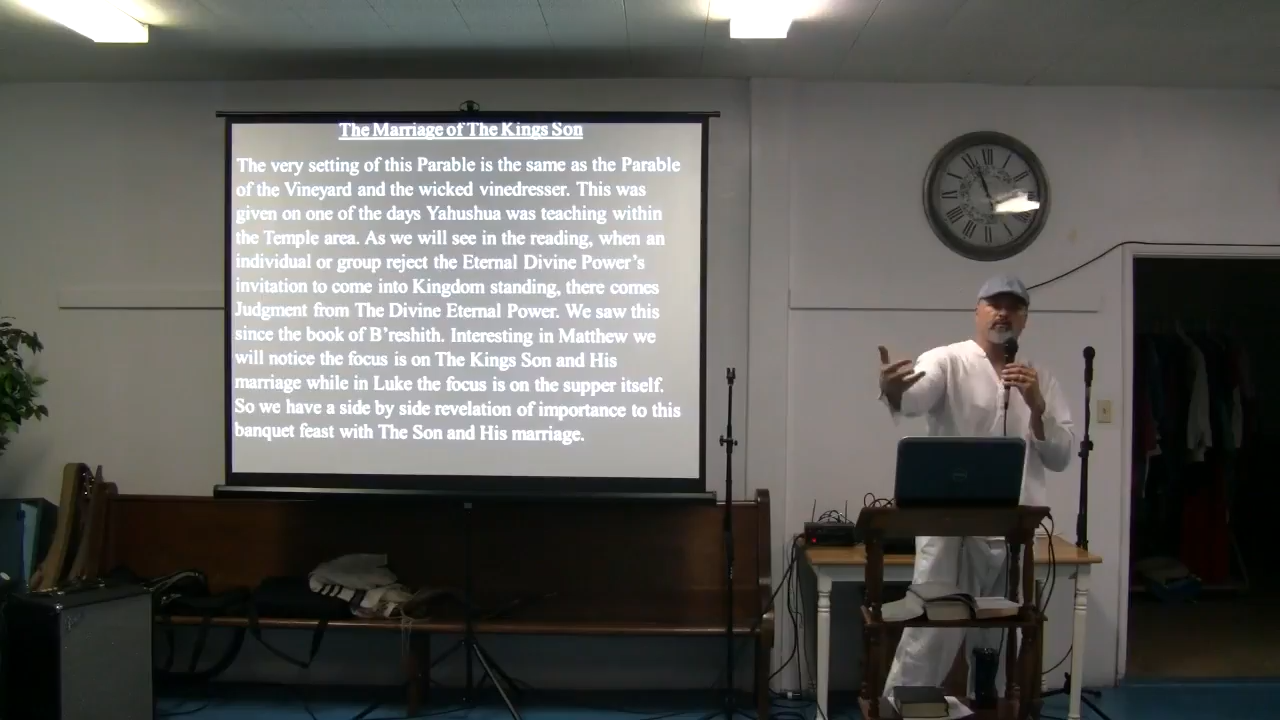 The Marriage of The Kings Son
The very setting of this Parable is the same as the Parable
of the Vineyard and the wicked vinedresser. This was
given on one of the days Yahushua was teaching within
the Temple area. As we will see in the reading, when an
individual or group reject the Eternal Divine Power's
invitation to come into Kingdom standing, there comes
Judgment from The Divine Eternal Power. We saw this
since the book of B'reshith. Interesting in Matthew we
will notice the focus is on The Kings Son and His
marriage while in Luke the focus is on the supper itself.
So we have a side by side revelation of importance to this
banquet feast with The Son and His marriage.